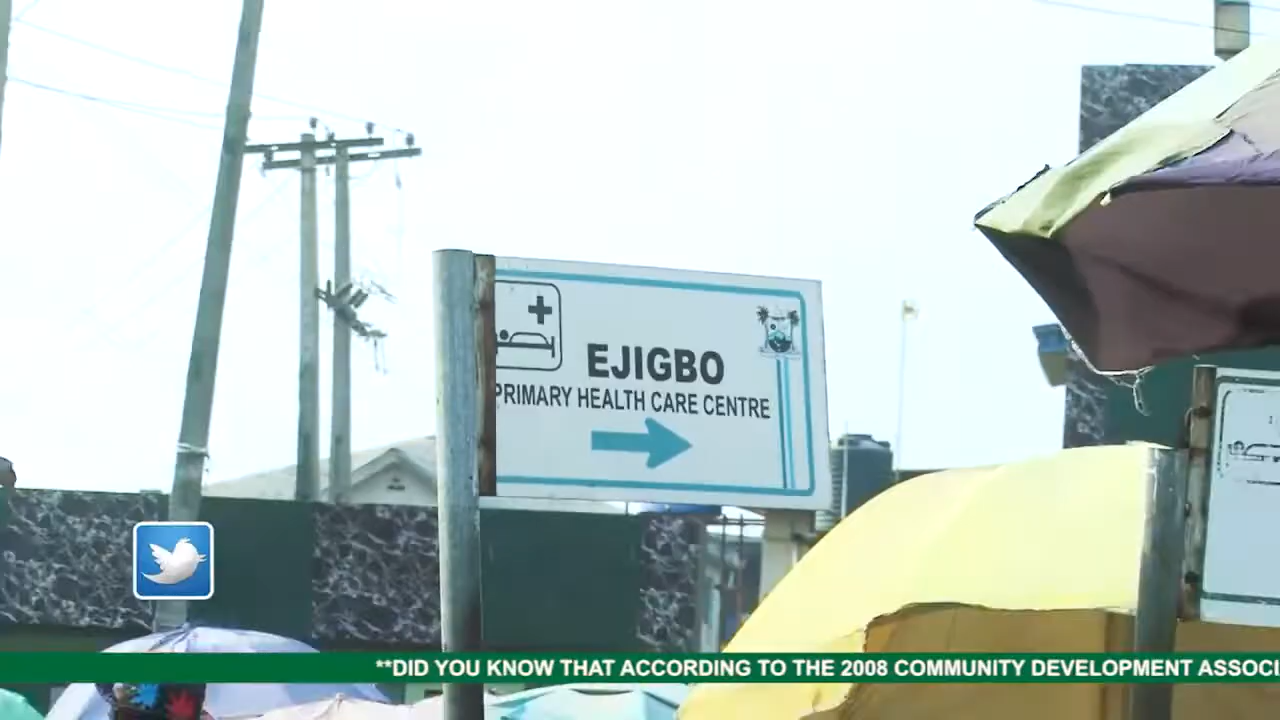 EJIGBO
PRIMARY HEALTH CARE CENTRE
**DID YOU KNOW THAT ACCORDING TO THE 2008 COMMUNITY DEVELOPMENT ASSOCI